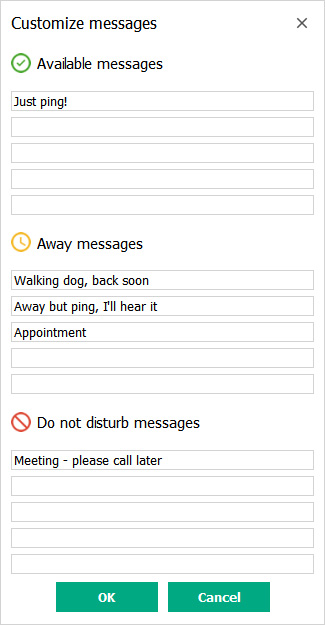 Customize messages
Available messages
Just ping!
Away messages
Walking dog, back soon
Away but ping, I'll hear it
Appointment
Do not disturb messages
Meeting - please call later
OK
Cancel